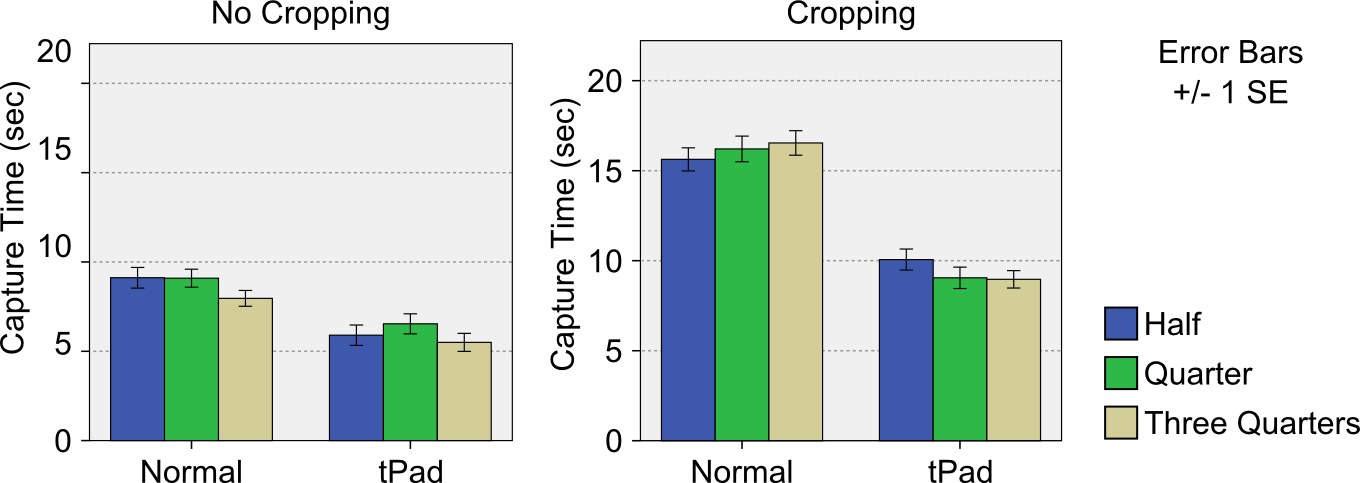 No Cropping
Capture Time (sec)
20
15
10
5
0
Normal
tPad
Cropping
Capture Time (sec)
20
15
10
5
0
Normal
tPad
Error Bars
+/- 1 SE
Half
Quarter
Three Quarters